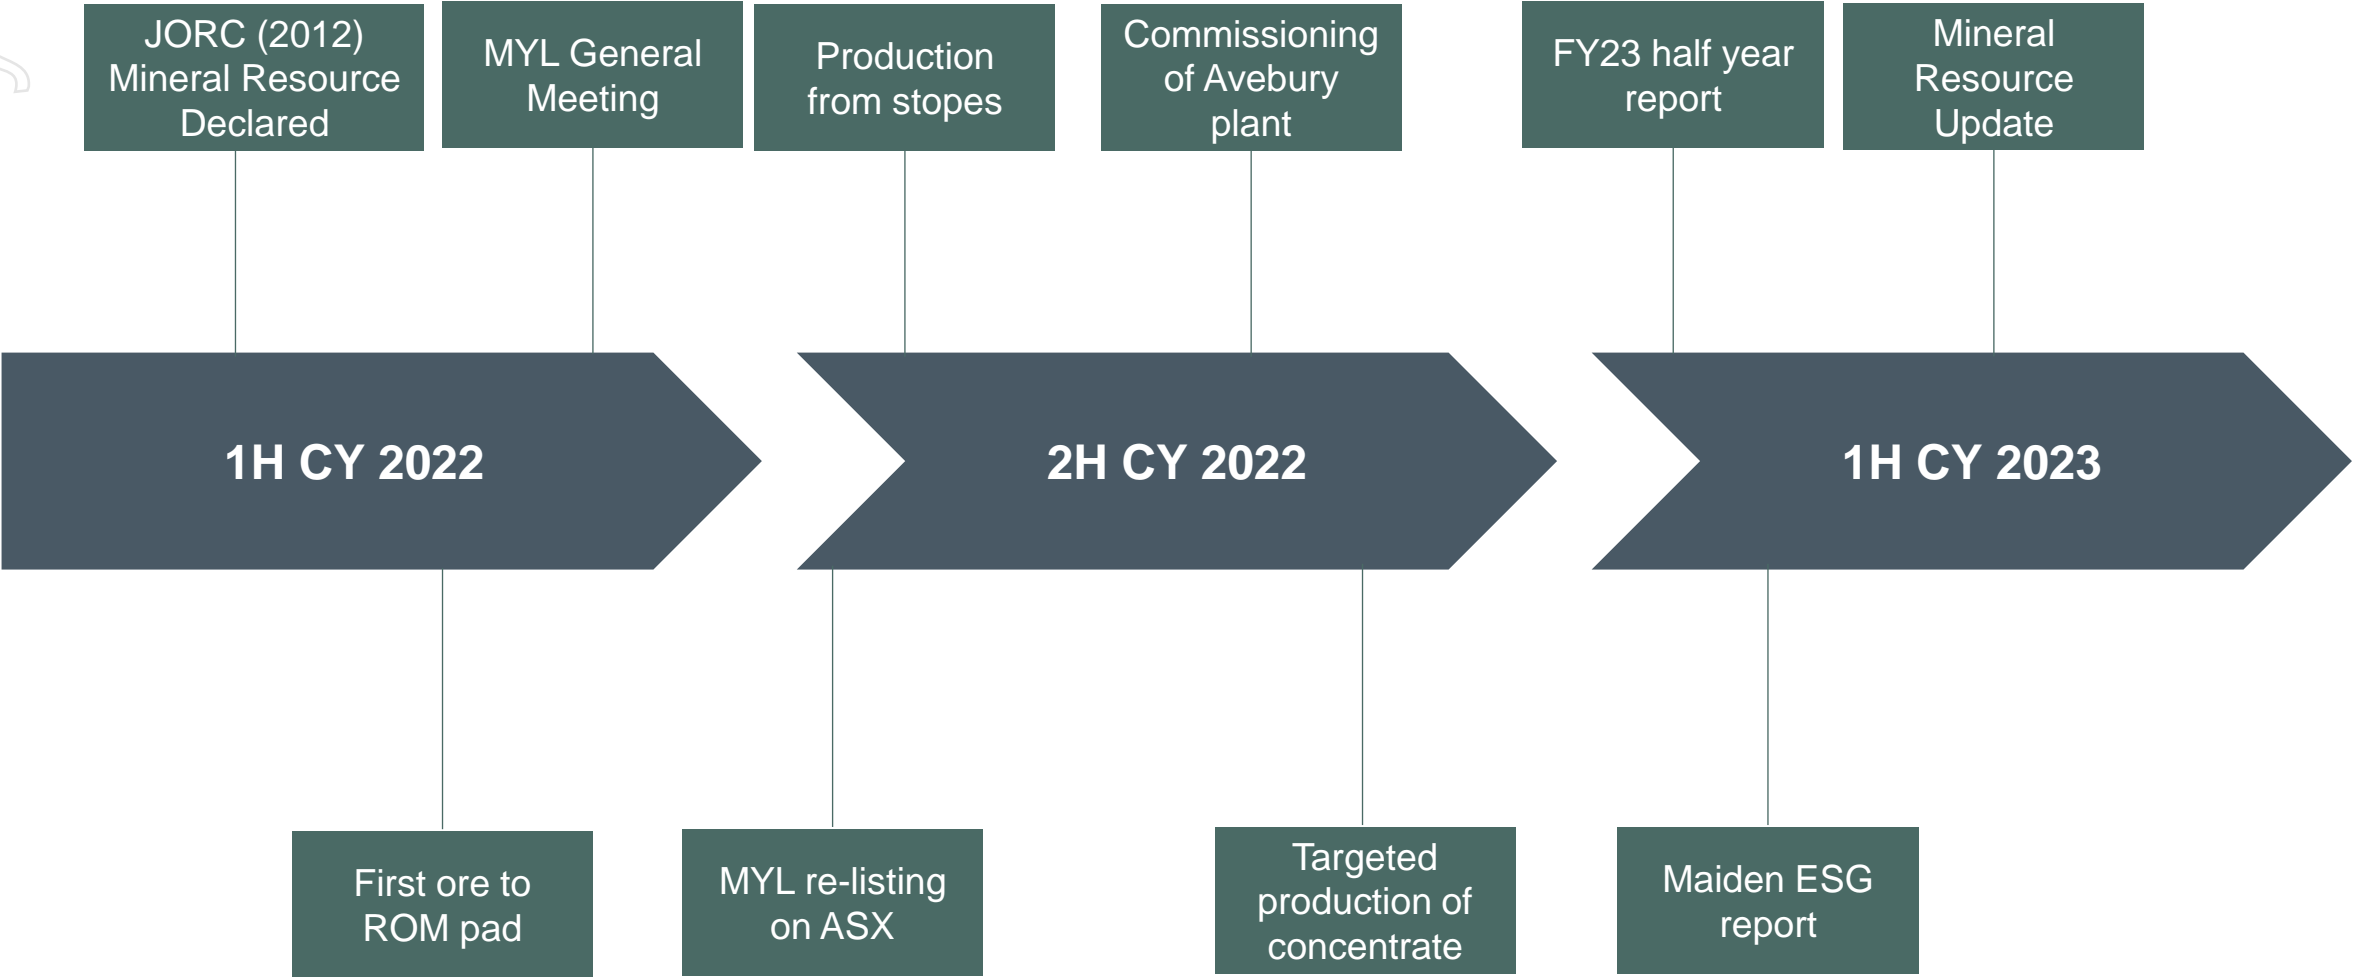 JORC (2012)
Mineral Resource
Declared
MYL General
Meeting
Production
from stopes
Commissioning
of Avebury
plant
FY23 half year
report
Mineral
Resource
Update
1H CY 2022
2H CY 2022
1H CY 2023
First ore to
ROM pad
MYL re-listing
on ASX
Targeted
production of
concentrate
Maiden ESG
report